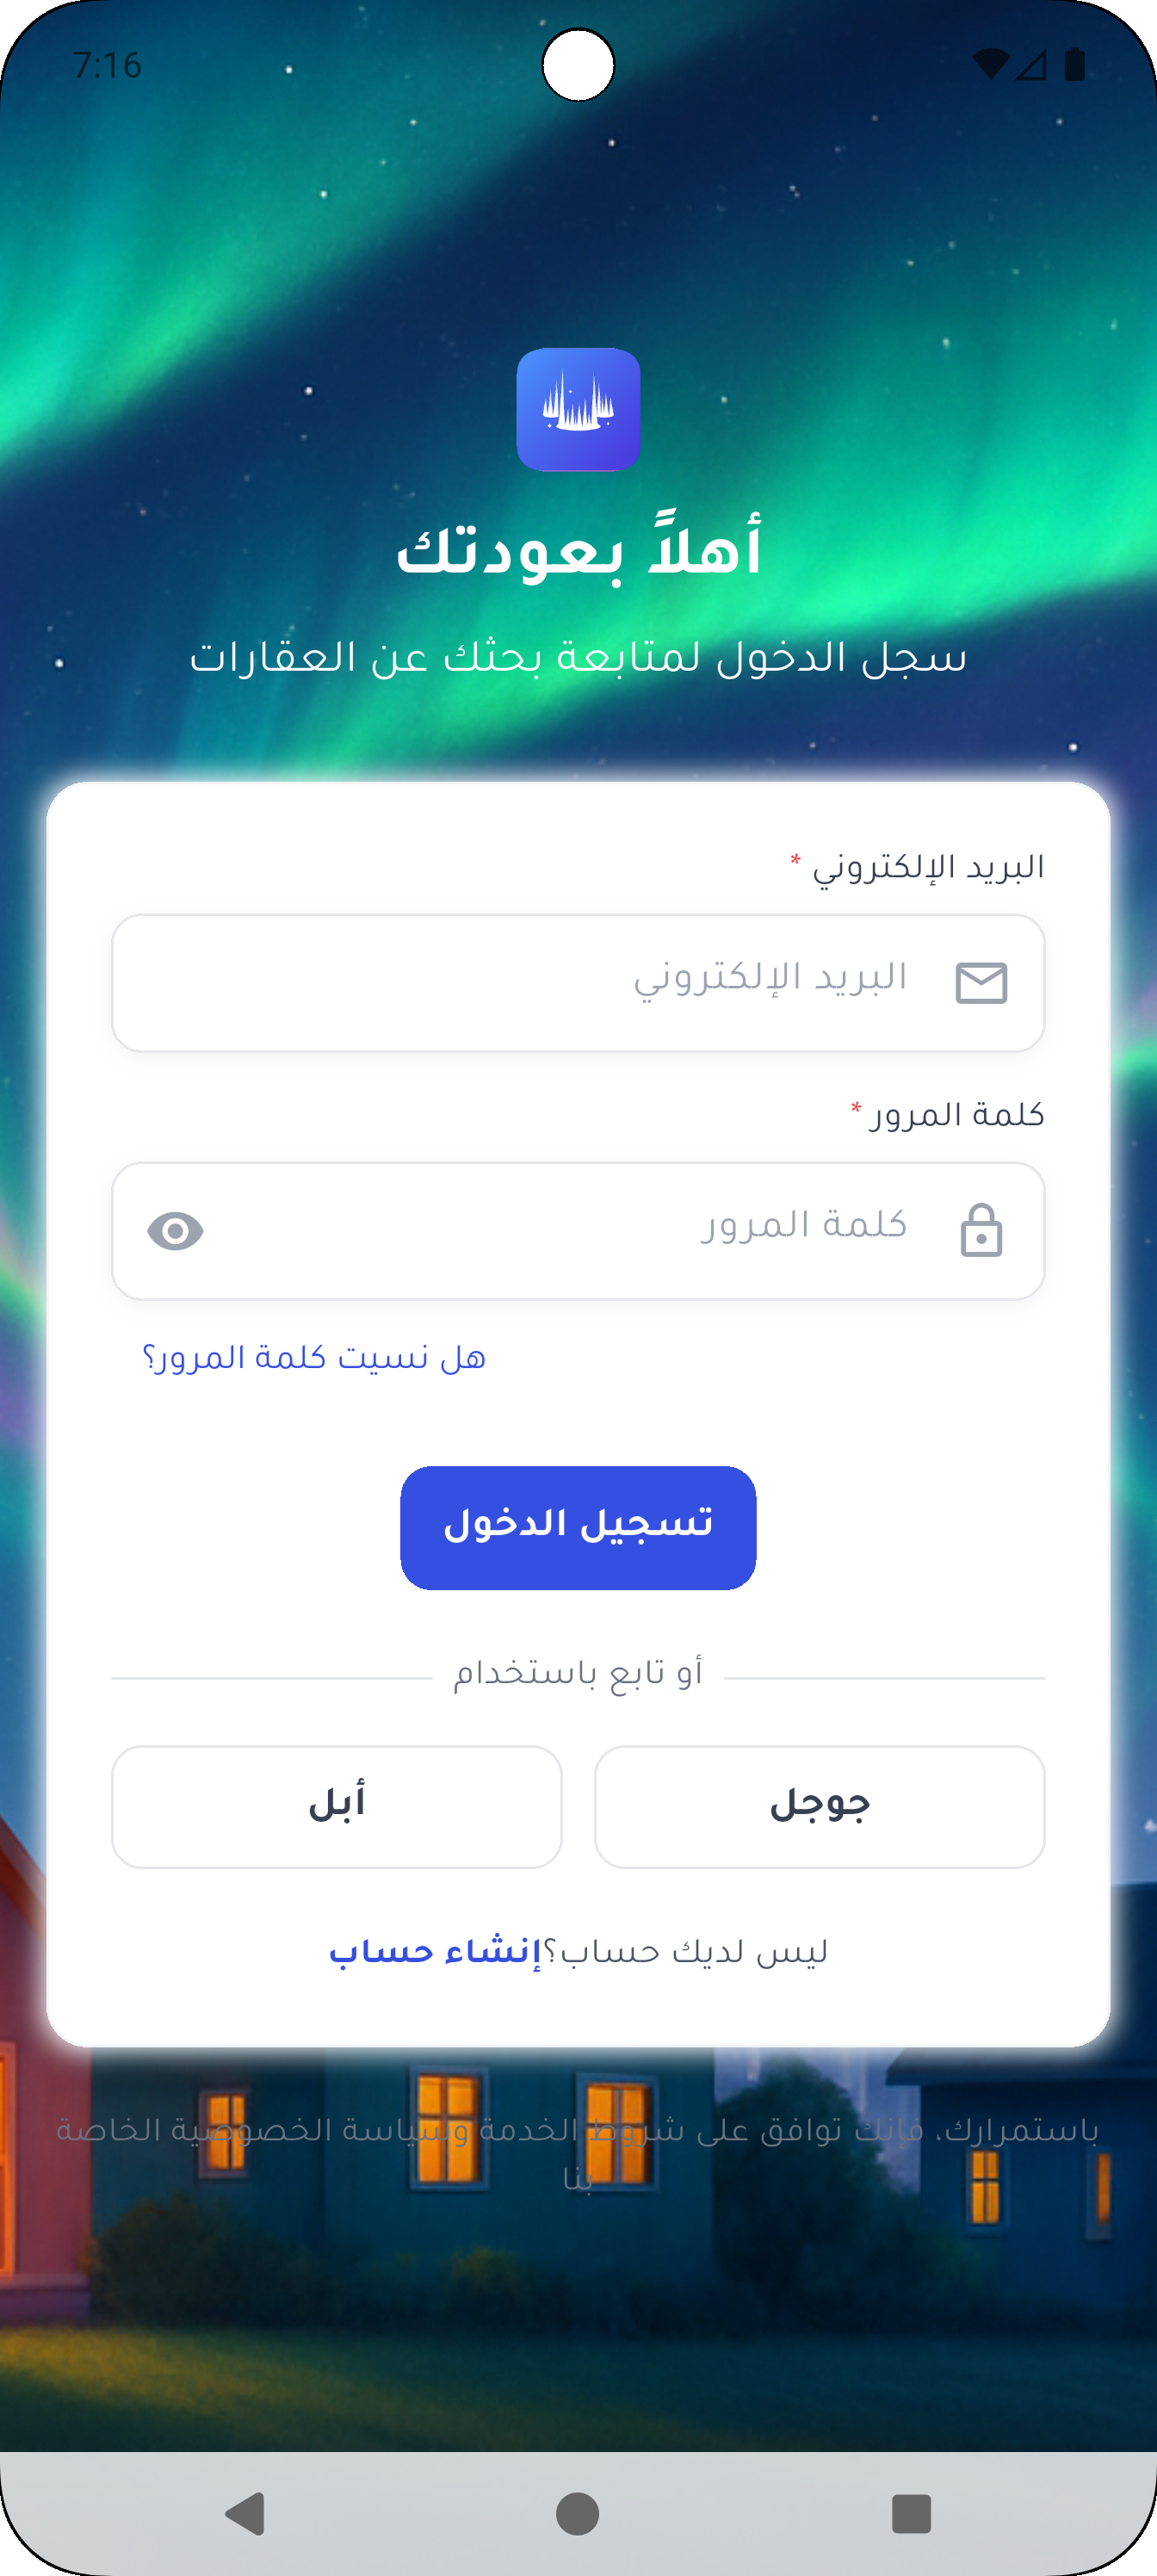 7:16
أهلاً بعودتك
سجل الدخول لمتابعة بحثك عن العقارات
البريد الإلكتروني *
البريد الإلكتروني
كلمة المرور *
كلمة المرور
هل نسيت كلمة المرور؟
تسجيل الدخول
أو تابع باستخدام
جوجل
أبل
ليس لديك حساب؟إنشاء حساب
باستمرارك، فإنك توافق على شروط الخدمة وسياسة الخصوصية الخاصة
بنا